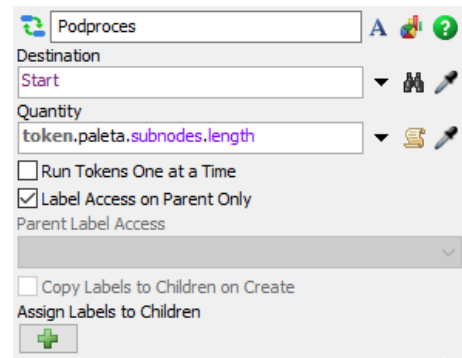 Podproces A ?
Destination
Start
Quantity
token.paleta.subnodes.length
Run Tokens One at a Time
Label Access on Parent Only
Parent Label Access
Copy Labels to Children on Create
Assign Labels to Children